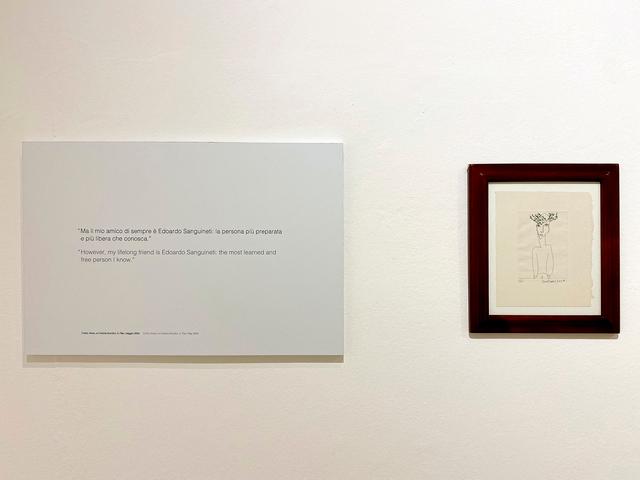 "Ma il mio amico di sempre è Edoardo Sanguineti: la persona più preparata
e più libera che conosca."
"However, my lifelong friend is Edoardo Sanguineti: the most learned and
free person I know."